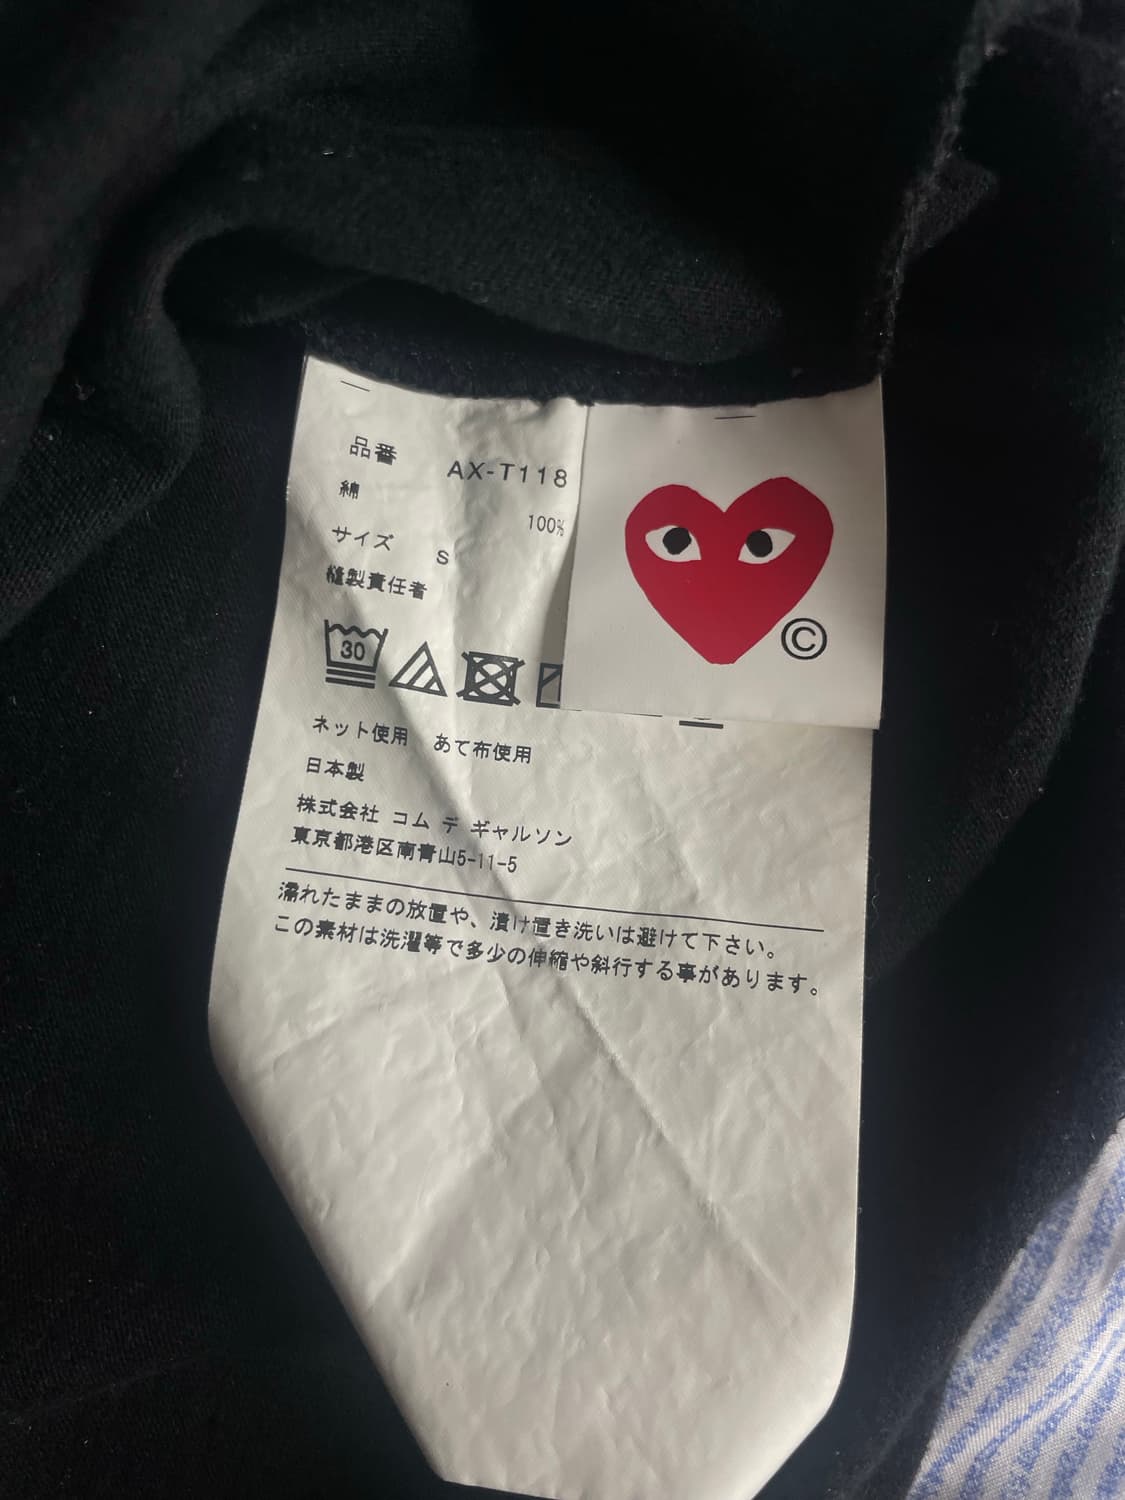 品番 AX-T118
綿 100%
サイズ S
縫製責任者
30
ネット使用 あて布使用
日本製
株式会社 コム デ ギャルソン
東京都港区南青山5-11-5
濡れたままの放置や、漬け置き洗いは避けて下さい。
この素材は洗濯等で多少の伸縮や斜行する事があります。
©